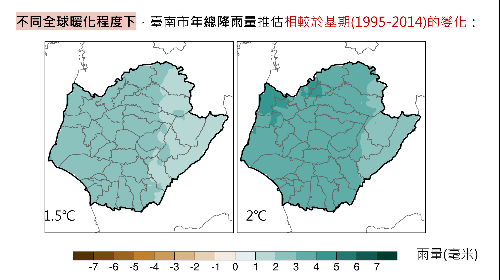 不同全球暖化程度下，臺南市年總降雨量推估相較於基期(1995-2014)的變化：
1.5°C
2°C
-7 -6 -5 -4 -3 -2 -1 0 1 2 3 4 5 6 7
雨量(毫米)